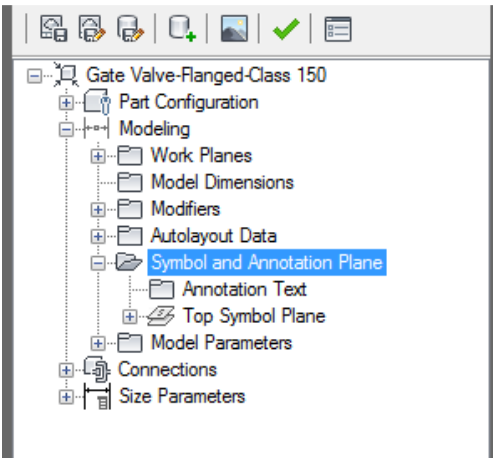 Gate Valve-Flanged-Class 150
Part Configuration
Modeling
Work Planes
Model Dimensions
Modifiers
Autolayout Data
Symbol and Annotation Plane
Annotation Text
Top Symbol Plane
Model Parameters
Connections
Size Parameters